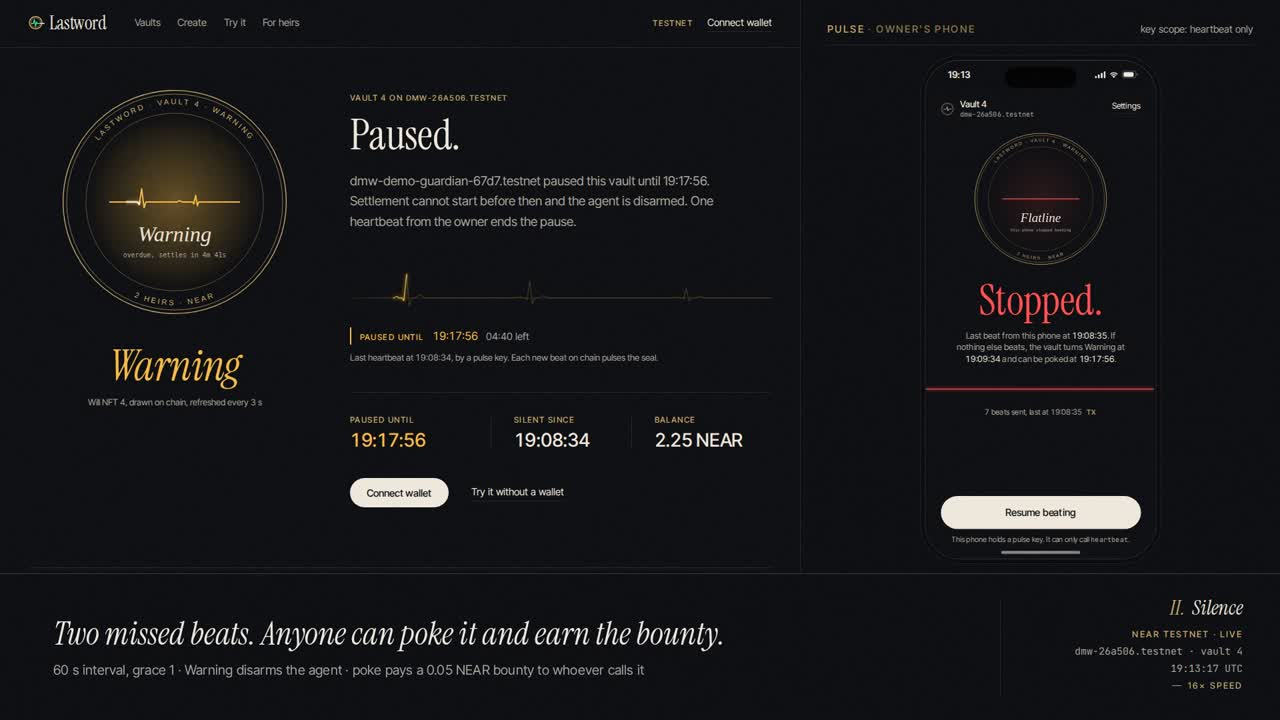 Lastword
Vaults Create Try it For heirs
TESTNET Connect wallet
PULSE · OWNER'S PHONE
key scope: heartbeat only
LASTWORD · VAULT 4 · WARNING
Warning
overdue, settles in 4m 41s
2 HEIRS · NEAR
Warning
Will NFT 4, drawn on chain, refreshed every 3 s
VAULT 4 ON DMW-26A506.TESTNET
Paused.
dmw-demo-guardian-67d7.testnet paused this vault until 19:17:56.
Settlement cannot start before then and the agent is disarmed. One
heartbeat from the owner ends the pause.
PAUSED UNTIL 19:17:56 04:40 left
Last heartbeat at 19:08:34, by a pulse key. Each new beat on chain pulses the seal.
PAUSED UNTIL SILENT SINCE BALANCE
19:17:56 19:08:34 2.25 NEAR
Connect wallet Try it without a wallet
19:13
Vault 4
dmw-26a506.testnet
Settings
LASTWORD · VAULT 4 · WARNING
Flatline
this phone stopped beating
2 HEIRS · NEAR
Stopped.
Last beat from this phone at 19:08:35. If
nothing else beats, the vault turns Warning at
19:09:34 and can be poked at 19:17:56.
7 beats sent, last at 19:08:35 TX
Resume beating
This phone holds a pulse key. It can only call heartbeat.
Two missed beats. Anyone can poke it and earn the bounty.
60 s interval, grace 1 · Warning disarms the agent · poke pays a 0.05 NEAR bounty to whoever calls it
II. Silence
NEAR TESTNET · LIVE
dmw-26a506.testnet · vault 4
19:13:17 UTC
— 16× SPEED